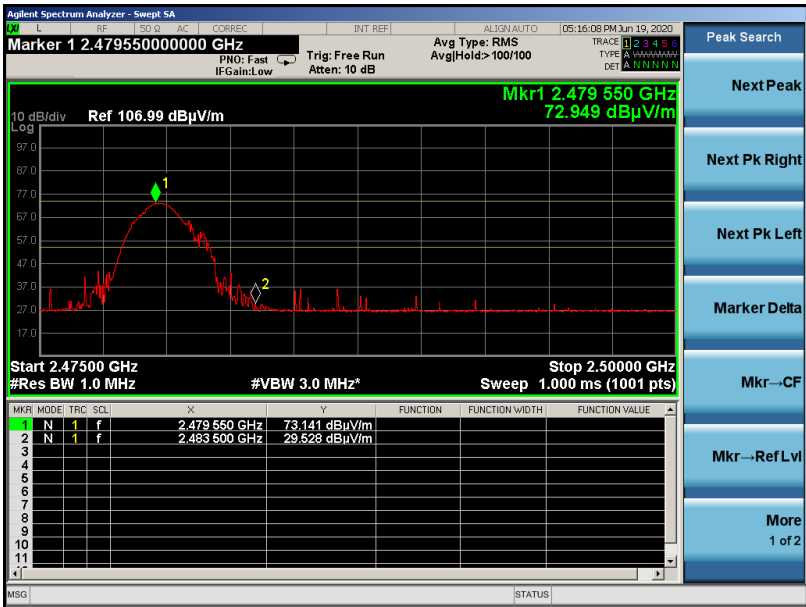 Agilent Spectrum Analyzer - Swept SA
LXI L RF 50 Ω AC CORREC INT REF ALIGN AUTO 05:16:08 PM Jun 19, 2020
Marker 1 2.479550000000 GHz
PNO: Fast
IFGain:Low
Trig: Free Run
Atten: 10 dB
Avg Type: RMS
Avg|Hold:>100/100
TRACE 1 2 3 4 5 6
TYPE A WWWWW
DET A N N N N N
Mkr1 2.479 550 GHz
72.949 dBµV/m
10 dB/div Ref 106.99 dBµV/m
Log
97.0
87.0
77.0
67.0
57.0
47.0
37.0
27.0
17.0
1
2
Start 2.47500 GHz Stop 2.50000 GHz
#Res BW 1.0 MHz #VBW 3.0 MHz* Sweep 1.000 ms (1001 pts)
MKR MODE TRC SCL X Y FUNCTION FUNCTION WIDTH FUNCTION VALUE
1 N 1 f 2.479 550 GHz 73.141 dBµV/m
2 N 1 f 2.483 500 GHz 29.528 dBµV/m
3
4
5
6
7
8
9
10
11
MSG STATUS
Peak Search
Next Peak
Next Pk Right
Next Pk Left
Marker Delta
Mkr→CF
Mkr→Ref Lvl
More
1 of 2